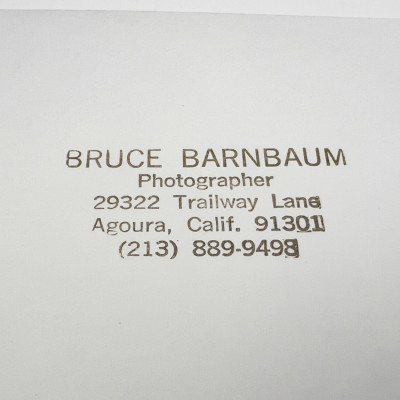 BRUCE BARNBAUM
Photographer
29322 Trailway Lane
Agoura, Calif. 91301
(213) 889-9498